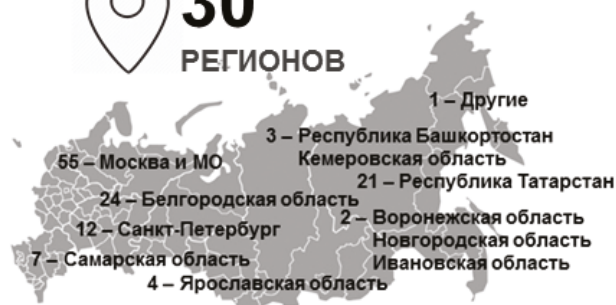 30
РЕГИОНОВ
1 – Другие
3 – Республика Башкортостан
Кемеровская область
55 – Москва и МО
21 – Республика Татарстан
24 – Белгородская область
2 – Воронежская область
12 – Санкт-Петербург
Новгородская область
7 – Самарская область
Ивановская область
4 – Ярославская область